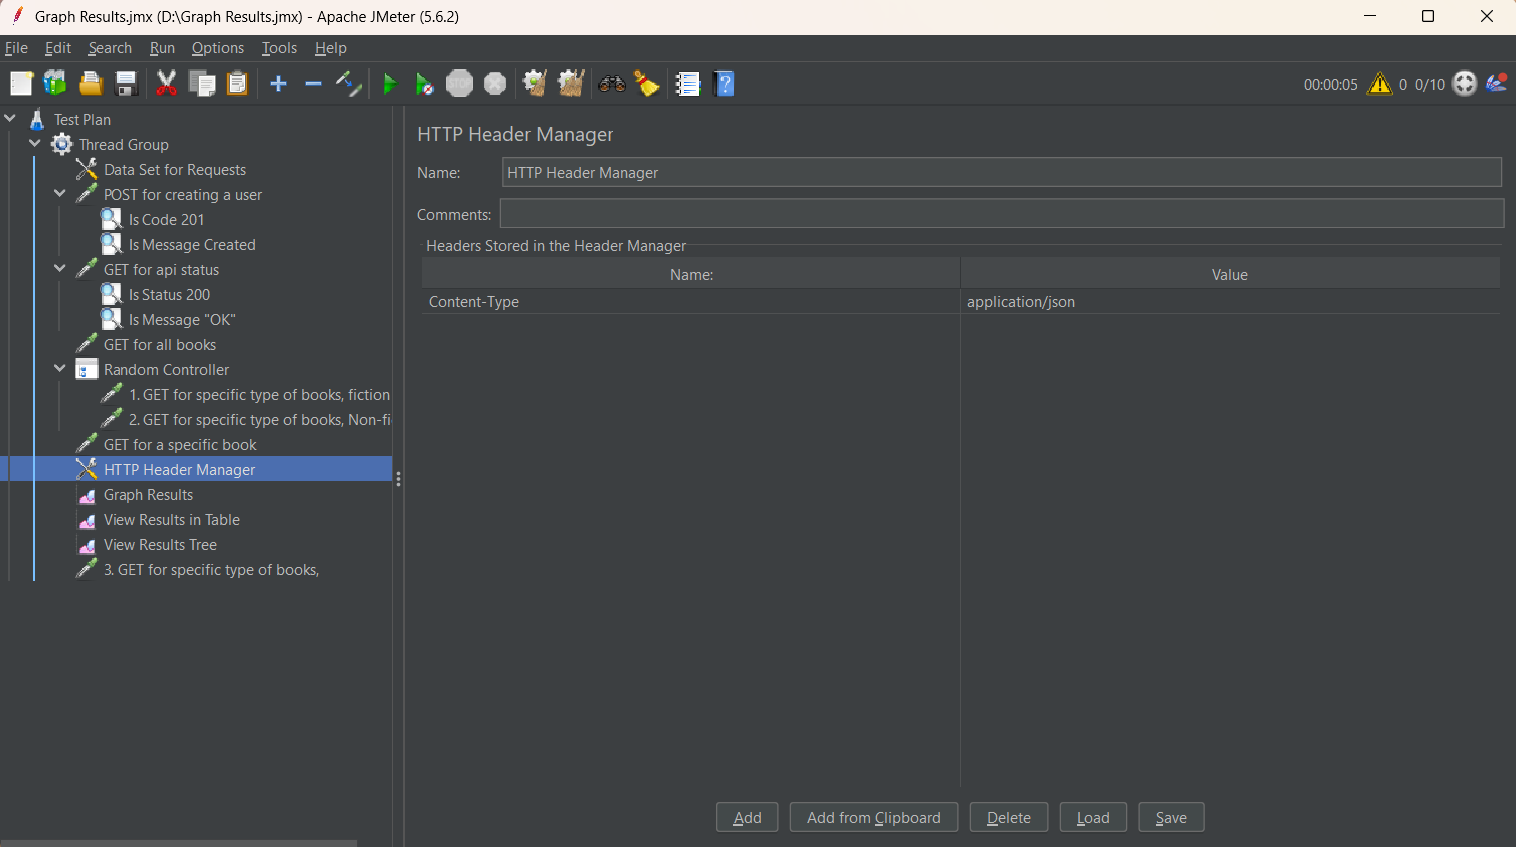 Graph Results.jmx (D:\Graph Results.jmx) - Apache JMeter (5.6.2)
File Edit Search Run Options Tools Help
STOP 00:00:05 0 0/10
Test Plan
Thread Group
Data Set for Requests
POST for creating a user
Is Code 201
Is Message Created
GET for api status
Is Status 200
Is Message "OK"
GET for all books
Random Controller
1. GET for specific type of books, fiction
2. GET for specific type of books, Non-fi
GET for a specific book
HTTP Header Manager
Graph Results
View Results in Table
View Results Tree
3. GET for specific type of books,
HTTP Header Manager
Name: HTTP Header Manager
Comments:
Headers Stored in the Header Manager
Name: Value
Content-Type application/json
Add Add from Clipboard Delete Load Save